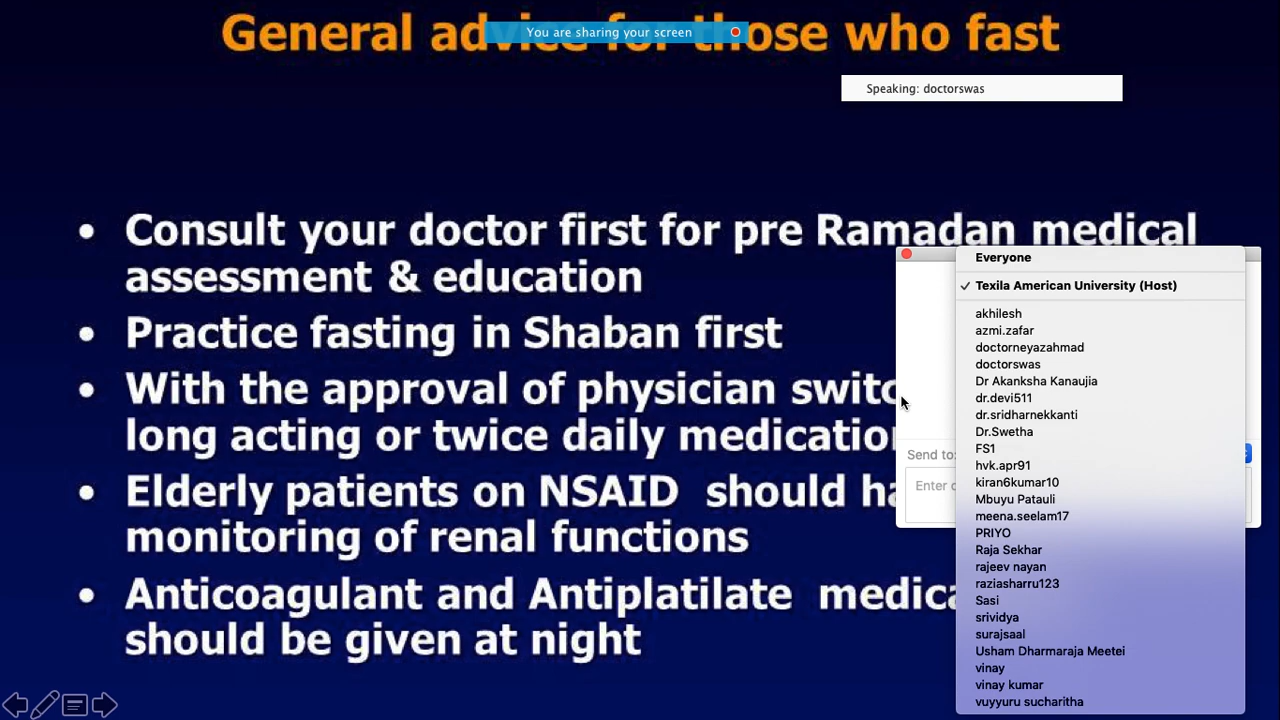 General advice for those who fast
You are sharing your screen
Speaking: doctorswas
• Consult your doctor first for pre Ramadan medical
assessment & education
• Practice fasting in Shaban first
• With the approval of physician
long acting or twice daily
• Elderly patients on NSAID should
monitoring of renal functions
• Anticoagulant and Antiplatilate
should be given at night
Everyone
✓ Texila American University (Host)
akhilesh
azmi.zafar
doctorneyazahmad
doctorswas
Dr Akanksha Kanaujia
dr.devi511
dr.sridharnekkanti
Dr.Swetha
FS1
hvk.apr91
kiran6kumar10
Mbuyu Patauli
meena.seelam17
PRIYO
Raja Sekhar
rajeev nayan
raziasharru123
Sasi
srividya
surajsaal
Usham Dharmaraja Meetei
vinay
vinay kumar
vuyyuru sucharitha
Send to:
Enter